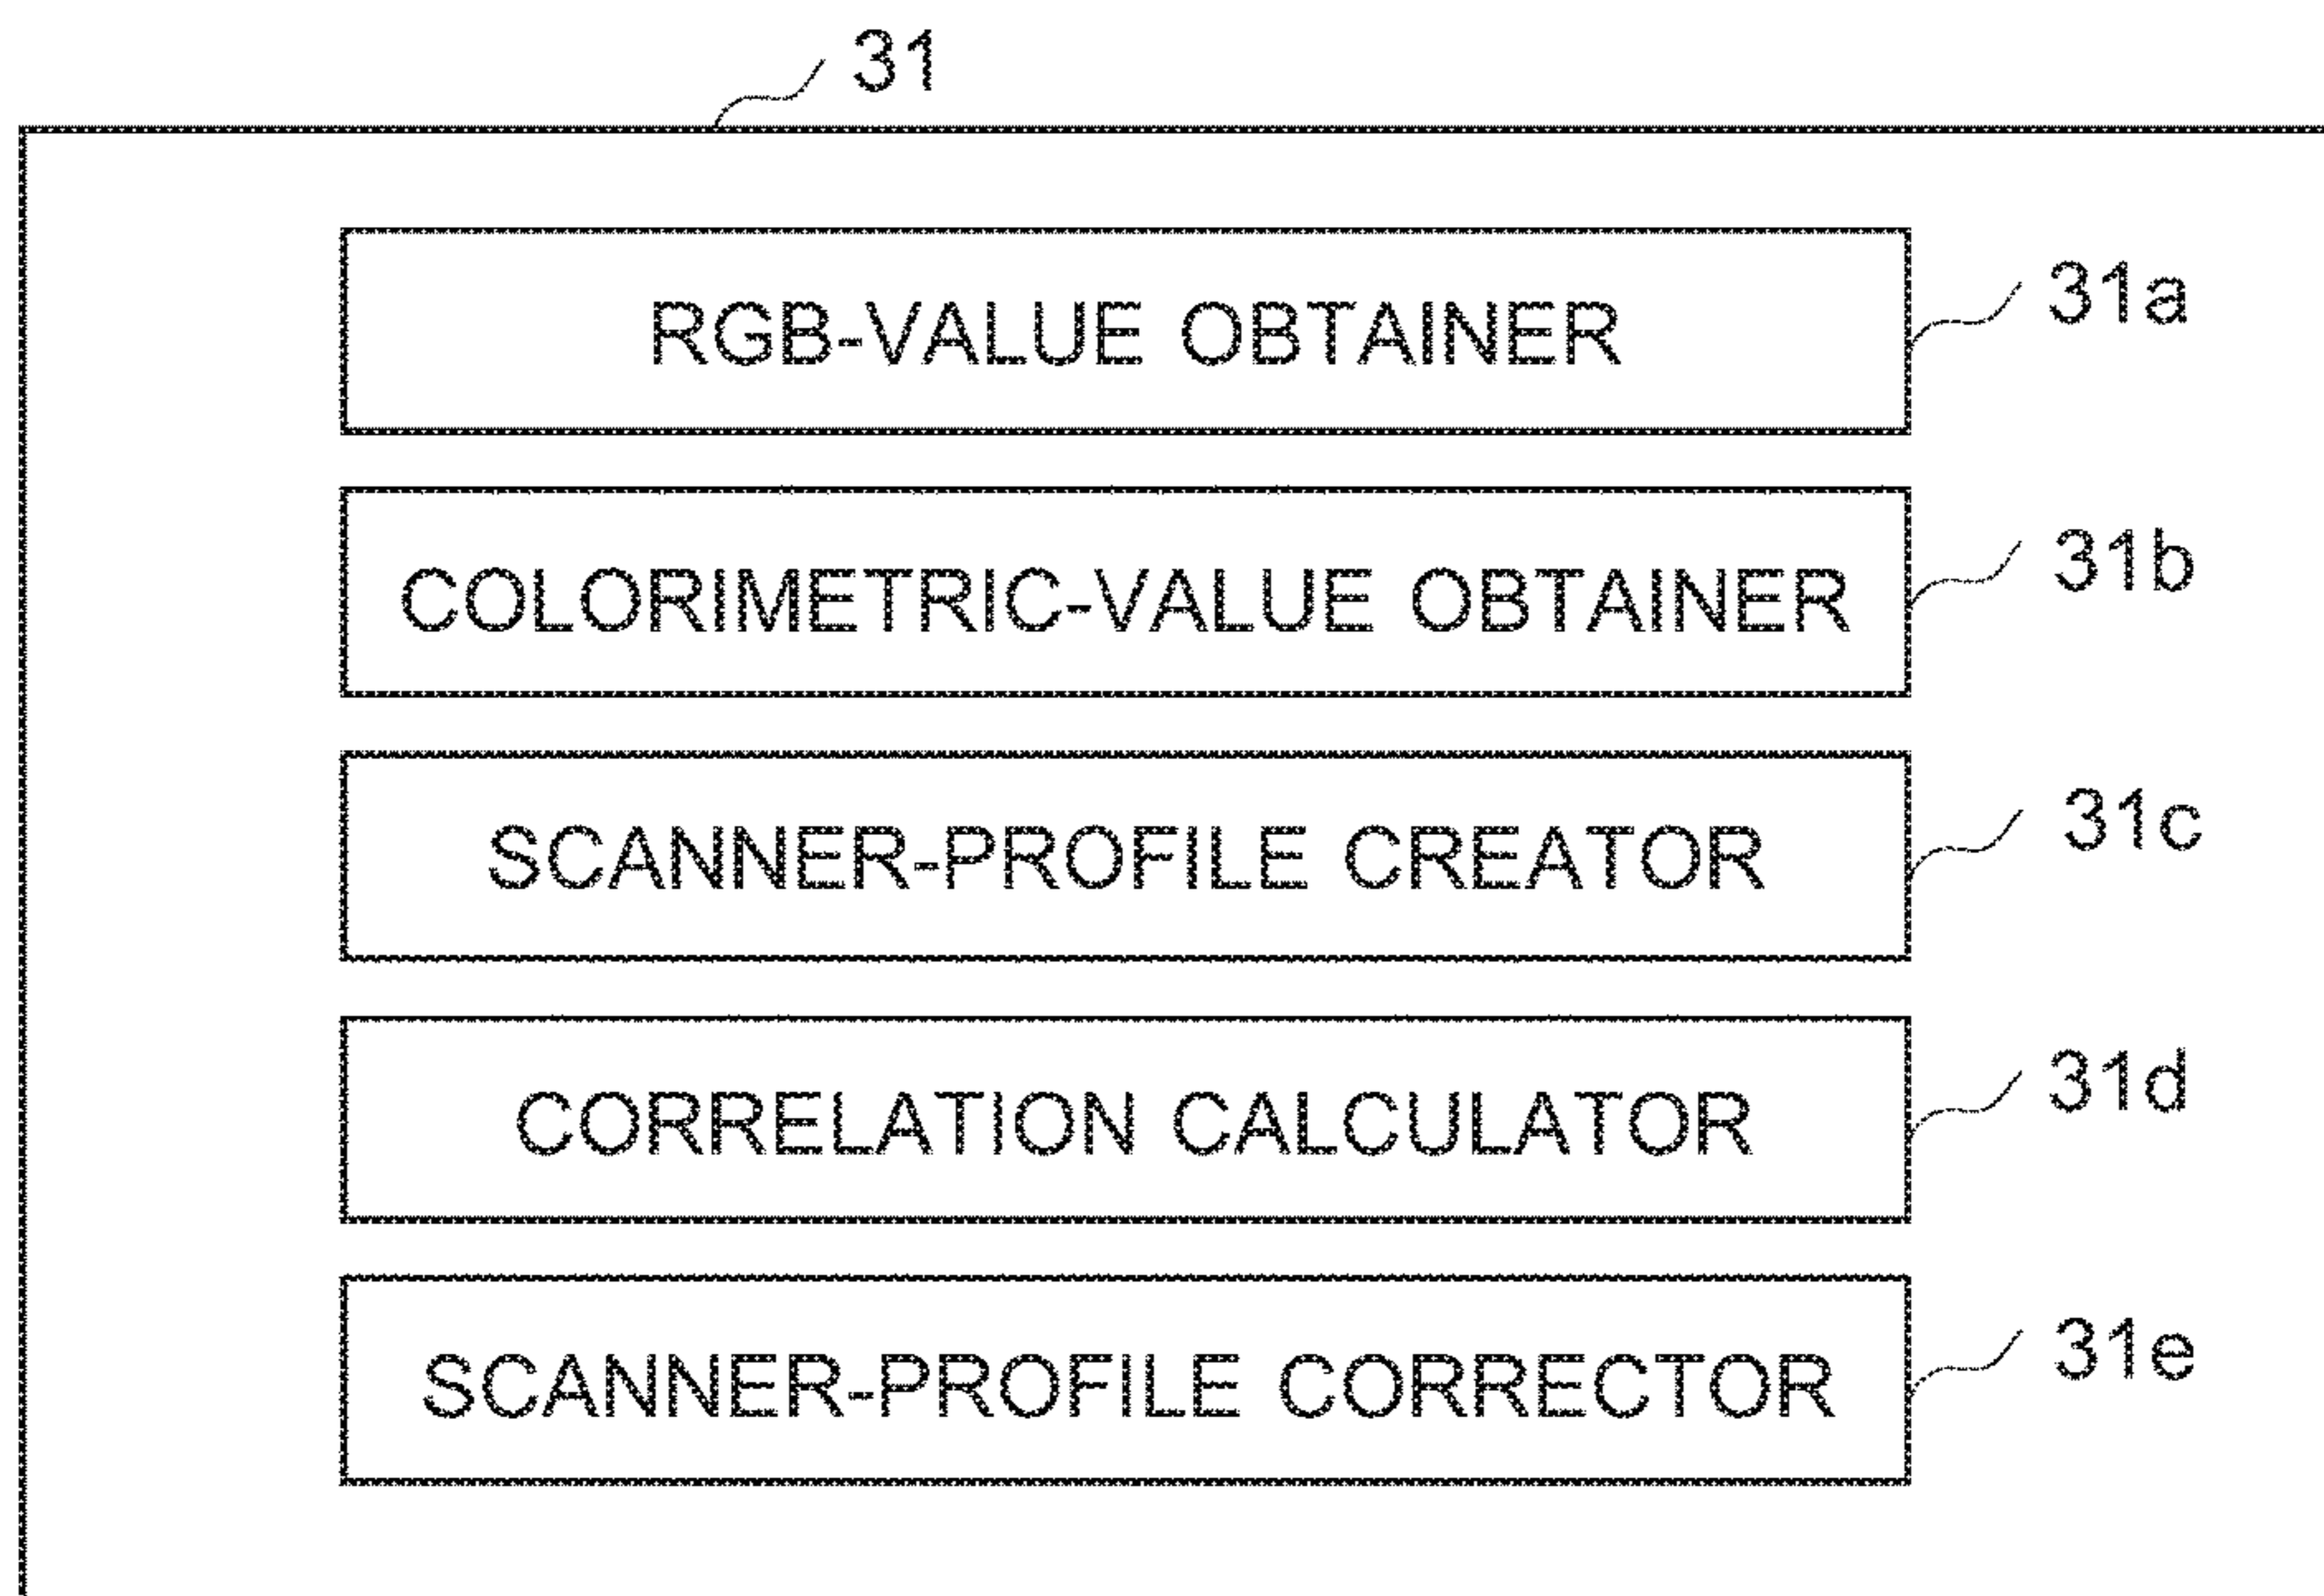 31
RGB-VALUE OBTAINER 31a
COLORIMETRIC-VALUE OBTAINER 31b
SCANNER-PROFILE CREATOR 31c
CORRELATION CALCULATOR 31d
SCANNER-PROFILE CORRECTOR 31e